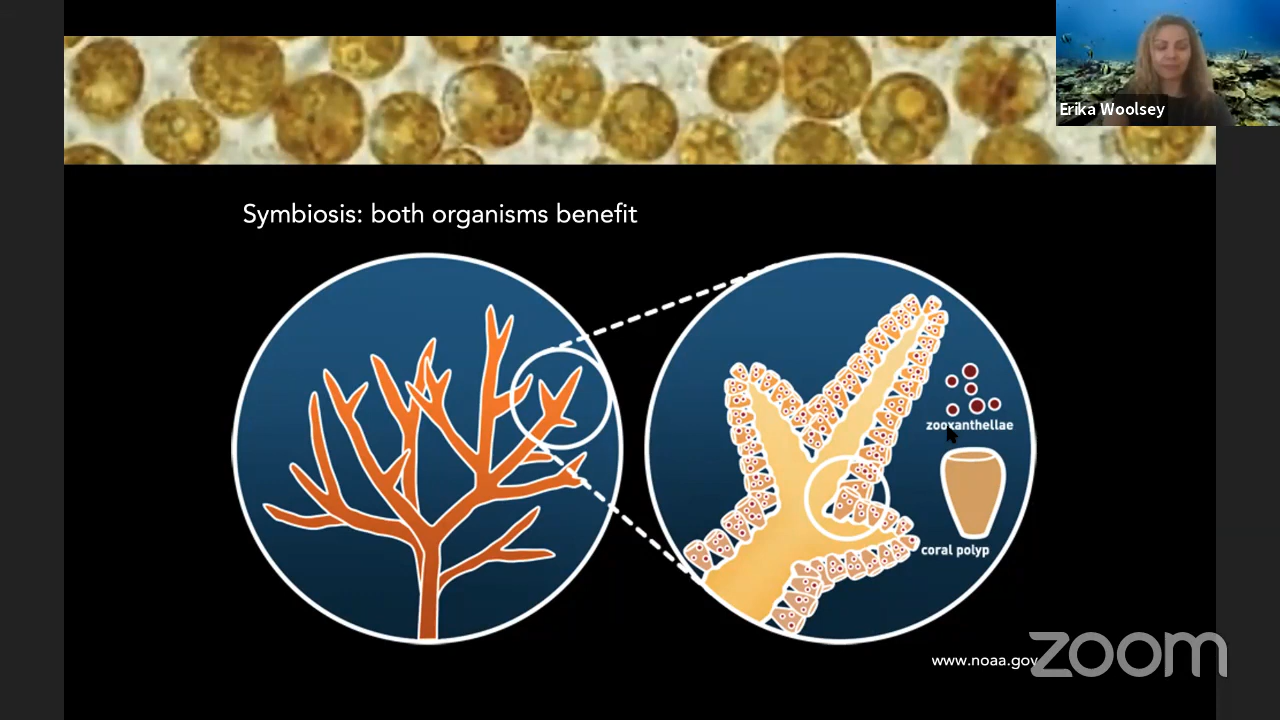 Erika Woolsey
Symbiosis: both organisms benefit
zooxanthellae
coral polyp
www.noaa.gov
zoom